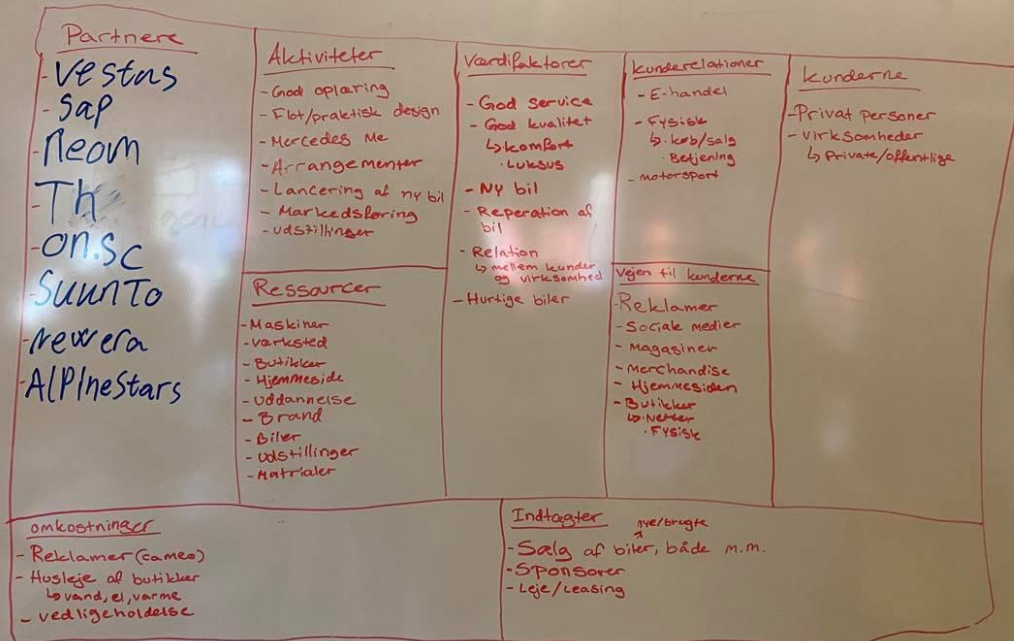 Partnere
- Vestas
- Sap
- Neom
- Th
- on.sc
- Suunto
- New era
- AlPIneStars
Aktiviteter
- God oplæring
- Flot/praktisk design
- Mercedes Me
- Arrangementer
- Lancering af ny bil
- Markedsføring
- Udstillinger
Ressourcer
- Maskiner
- værksted
- Butikker
- Hjemmeside
- Uddannelse
- Brand
- Biler
- Udstillinger
- Matrialer
Værdifaktorer
- God service
- God kvalitet
↳ komfort
· Luksus
- Ny bil
- Reperation af
bil
- Relation
↳ mellem kunder
og virksomhed
- Hurtige biler
Kunderelationer
- E-handel
- Fysisk
↳ køb/salg
· Betjening
- motorsport
Vejen til kunderne
- Reklamer
- Sociale medier
- Magasiner
- Merchandise
- Hjemmesiden
- Butikker
↳ Netter
· Fysisk
Kunderne
- Privat personer
- Virksomheder
↳ Private/offentlige
omkostninger
- Reklamer (cameo)
- Husleje af butikker
↳ vand, el, varme
- vedligeholdelse
Indtagter
nye/brugte
- Salg af biler, både m.m.
- Sponsorer
- Leje/Leasing